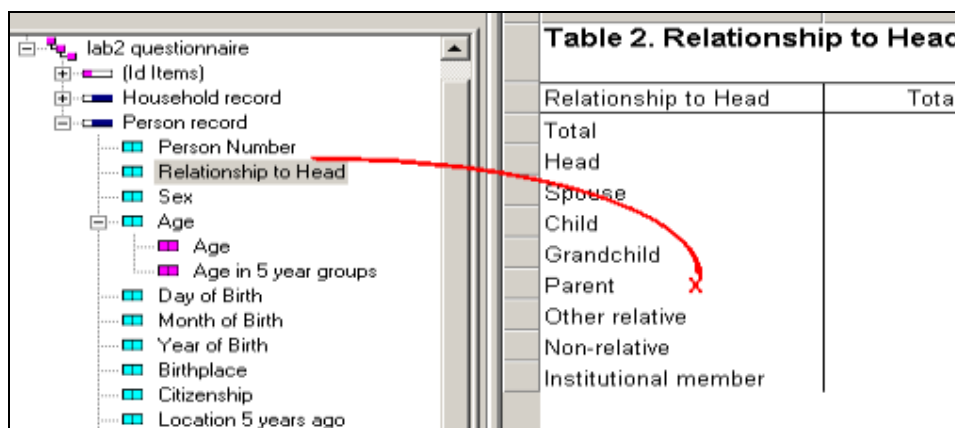 lab2 questionnaire
(Id Items)
Household record
Person record
Person Number
Relationship to Head
Sex
Age
Age
Age in 5 year groups
Day of Birth
Month of Birth
Year of Birth
Birthplace
Citizenship
Location 5 years ago
Table 2. Relationship to Head
Relationship to Head Tota
Total
Head
Spouse
Child
Grandchild
Parent x
Other relative
Non-relative
Institutional member